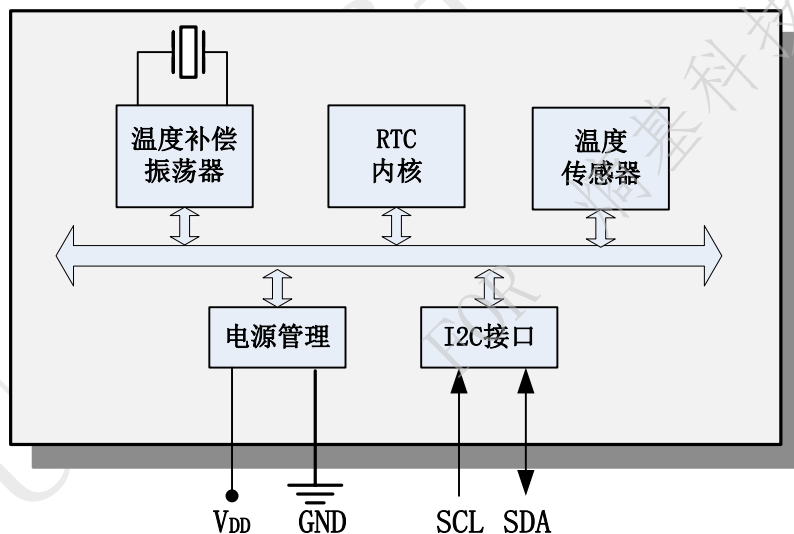 温度补偿
振荡器
RTC
内核
温度
传感器
电源管理
I2C接口
VDD
GND
SCL
SDA
FOR